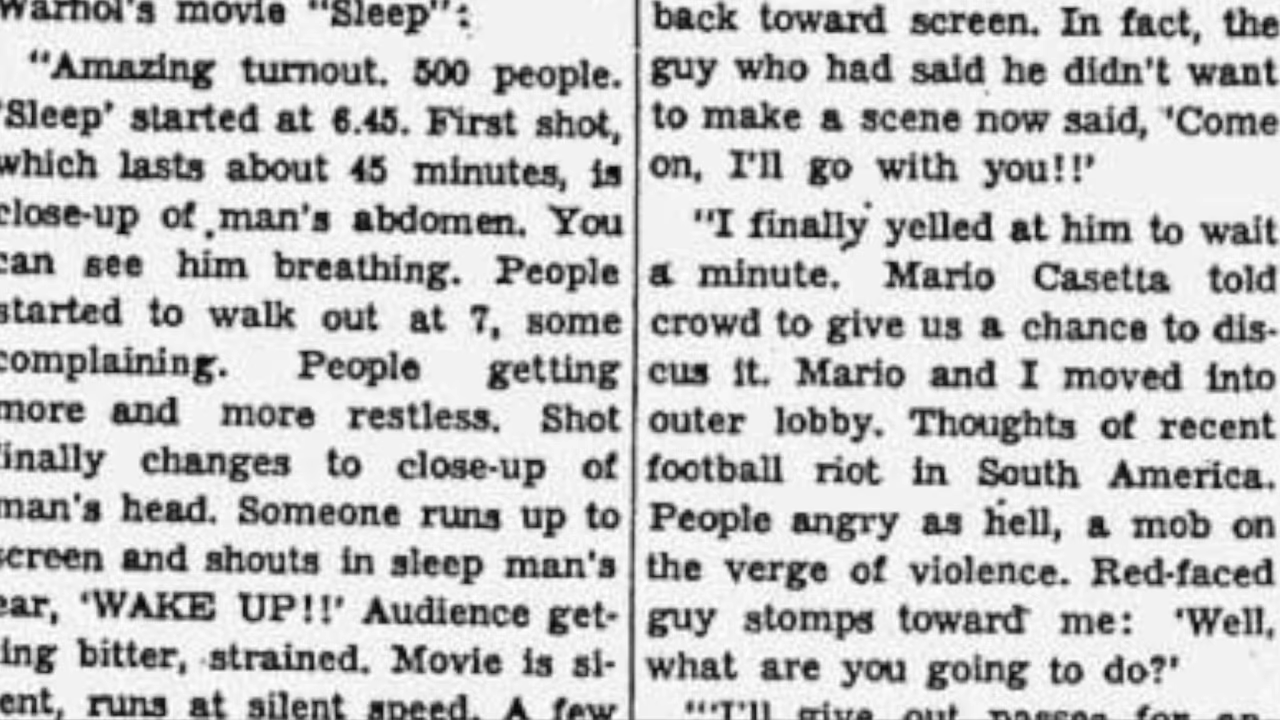 Warhol's movie "Sleep":
"Amazing turnout. 500 people.
'Sleep' started at 6.45. First shot,
which lasts about 45 minutes, is
close-up of man's abdomen. You
can see him breathing. People
started to walk out at 7, some
complaining. People getting
more and more restless. Shot
finally changes to close-up of
man's head. Someone runs up to
screen and shouts in sleep man's
ear, 'WAKE UP!!' Audience get-
ting bitter, strained. Movie is si-
lent, runs at silent speed. A few
back toward screen. In fact, the
guy who had said he didn't want
to make a scene now said, 'Come
on, I'll go with you!!'
"I finally yelled at him to wait
a minute. Mario Casetta told
crowd to give us a chance to dis-
cus it. Mario and I moved into
outer lobby. Thoughts of recent
football riot in South America.
People angry as hell, a mob on
the verge of violence. Red-faced
guy stomps toward me: 'Well,
what are you going to do?'
"'I'll give out passes for an-